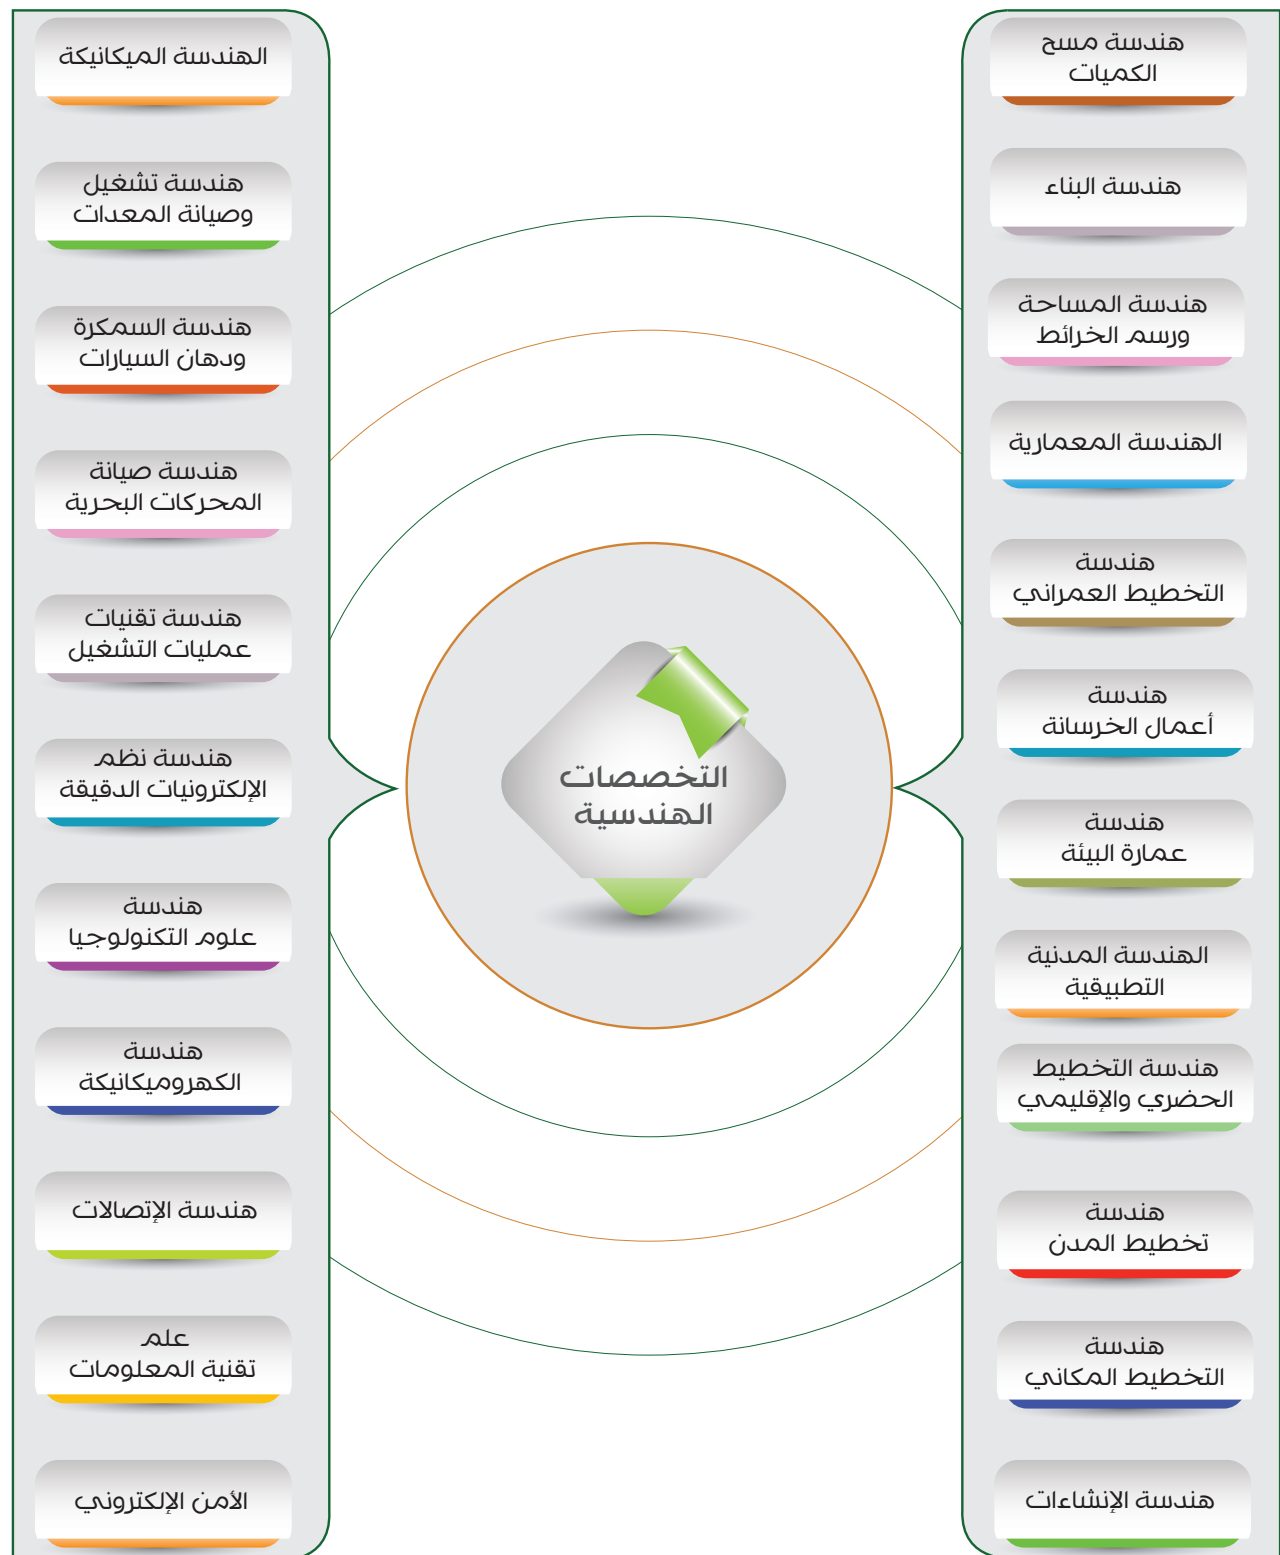 هندسة مسح
الكميات
هندسة البناء
هندسة المساحة
ورسم الخرائط
الهندسة المعمارية
هندسة
التخطيط العمراني
هندسة
أعمال الخرسانة
هندسة
عمارة البيئة
الهندسة المدنية
التطبيقية
هندسة التخطيط
الحضري والإقليمي
هندسة
تخطيط المدن
هندسة
التخطيط المكاني
هندسة الإنشاءات
التخصصات
الهندسية
الهندسة الميكانيكة
هندسة تشغيل
وصيانة المعدات
هندسة السمكرة
ودهان السيارات
هندسة صيانة
المحركات البحرية
هندسة تقنيات
عمليات التشغيل
هندسة نظم
الإلكترونيات الدقيقة
هندسة
علوم التكنولوجيا
هندسة
الكهروميكانيكة
هندسة الإتصالات
علم
تقنية المعلومات
الأمن الإلكتروني